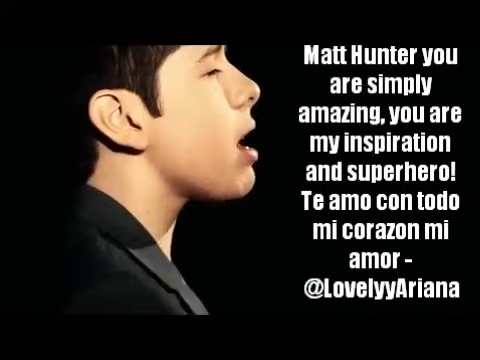 Matt Hunter you
are simply
amazing, you are
my inspiration
and superhero!
Te amo con todo
mi corazon mi
amor -
@LovelyyAriana